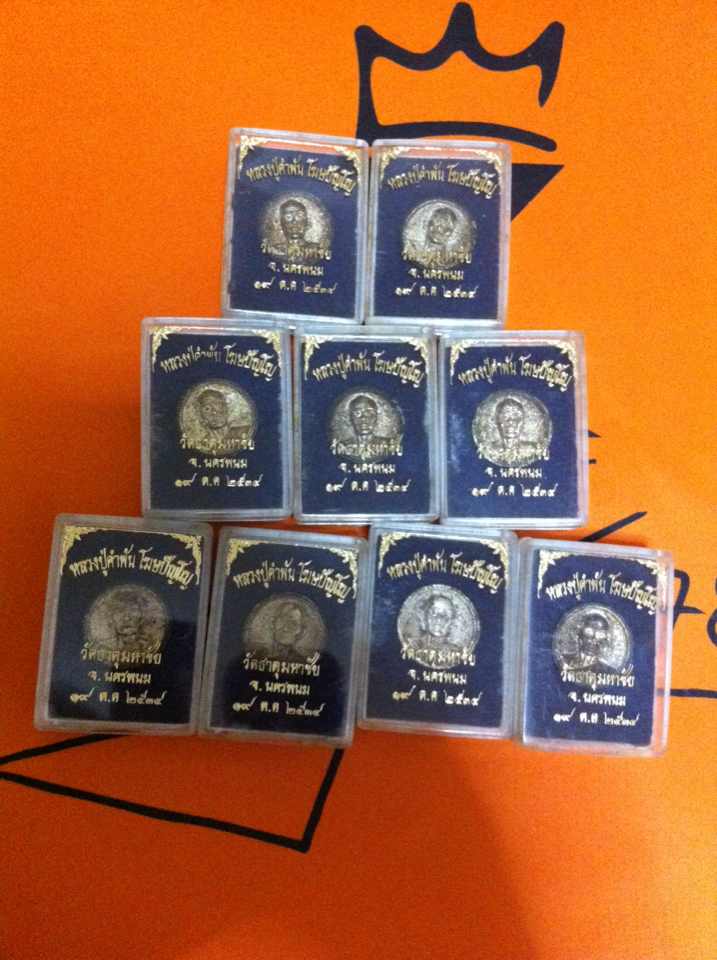 หลวงปู่คำพัน โฆษปัญโญ
วัดธาตุมหาชัย
จ. นครพนม
๑๙ ต.ค ๒๕๓๔
หลวงปู่คำพัน โฆษปัญโญ
วัดธาตุมหาชัย
จ. นครพนม
๑๙ ต.ค ๒๕๓๔
หลวงปู่คำพัน โฆษปัญโญ
วัดธาตุมหาชัย
จ. นครพนม
๑๙ ต.ค ๒๕๓๔
หลวงปู่คำพัน โฆษปัญโญ
วัดธาตุมหาชัย
จ. นครพนม
๑๙ ต.ค ๒๕๓๔
หลวงปู่คำพัน โฆษปัญโญ
วัดธาตุมหาชัย
จ. นครพนม
๑๙ ต.ค ๒๕๓๔
หลวงปู่คำพัน โฆษปัญโญ
วัดธาตุมหาชัย
จ. นครพนม
๑๙ ต.ค ๒๕๓๔
หลวงปู่คำพัน โฆษปัญโญ
วัดธาตุมหาชัย
จ. นครพนม
๑๙ ต.ค ๒๕๓๔
หลวงปู่คำพัน โฆษปัญโญ
วัดธาตุมหาชัย
จ. นครพนม
๑๙ ต.ค ๒๕๓๔
หลวงปู่คำพัน โฆษปัญโญ
วัดธาตุมหาชัย
จ. นครพนม
๑๙ ต.ค ๒๕๓๔